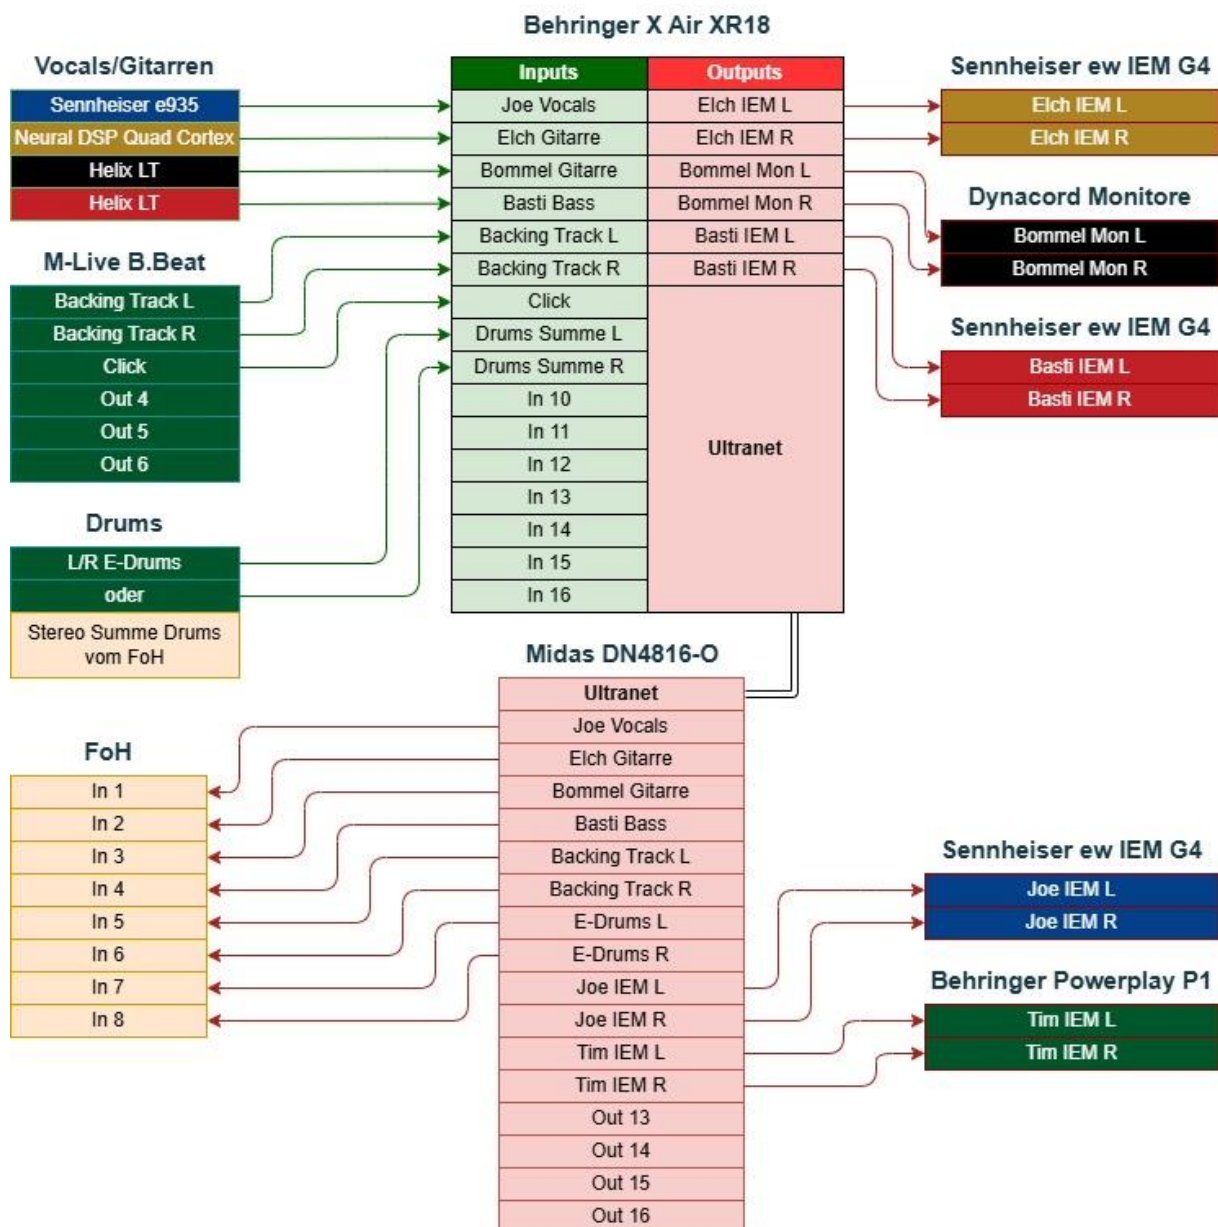 Behringer X Air XR18
Vocals/Gitarren
Sennheiser e935
Neural DSP Quad Cortex
Helix LT
Helix LT
M-Live B.Beat
Backing Track L
Backing Track R
Click
Out 4
Out 5
Out 6
Drums
L/R E-Drums
oder
Stereo Summe Drums
vom FoH
Inputs
Joe Vocals
Elch Gitarre
Bommel Gitarre
Basti Bass
Backing Track L
Backing Track R
Click
Drums Summe L
Drums Summe R
In 10
In 11
In 12
In 13
In 14
In 15
In 16
Outputs
Elch IEM L
Elch IEM R
Bommel Mon L
Bommel Mon R
Basti IEM L
Basti IEM R
Ultranet
Sennheiser ew IEM G4
Elch IEM L
Elch IEM R
Dynacord Monitore
Bommel Mon L
Bommel Mon R
Sennheiser ew IEM G4
Basti IEM L
Basti IEM R
Midas DN4816-O
Ultranet
Joe Vocals
Elch Gitarre
Bommel Gitarre
Basti Bass
Backing Track L
Backing Track R
E-Drums L
E-Drums R
Joe IEM L
Joe IEM R
Tim IEM L
Tim IEM R
Out 13
Out 14
Out 15
Out 16
FoH
In 1
In 2
In 3
In 4
In 5
In 6
In 7
In 8
Sennheiser ew IEM G4
Joe IEM L
Joe IEM R
Behringer Powerplay P1
Tim IEM L
Tim IEM R